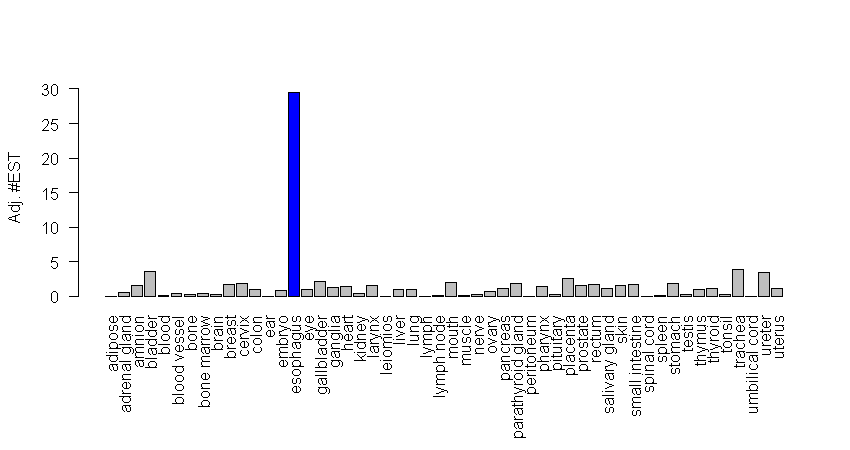 Adj. #EST
30
25
20
15
10
5
0
adipose
adrenal gland
amnion
bladder
blood
blood vessel
bone
bone marrow
brain
breast
cervix
colon
ear
embryo
esophagus
eye
gallbladder
ganglia
heart
kidney
larynx
leiomios
liver
lung
lymph
lymph node
mouth
muscle
nerve
ovary
pancreas
parathyroid gland
peritoneum
pharynx
pituitary
placenta
prostate
rectum
salivary gland
skin
small intestine
spinal cord
spleen
stomach
testis
thymus
thyroid
tonsil
trachea
umbilical cord
ureter
uterus